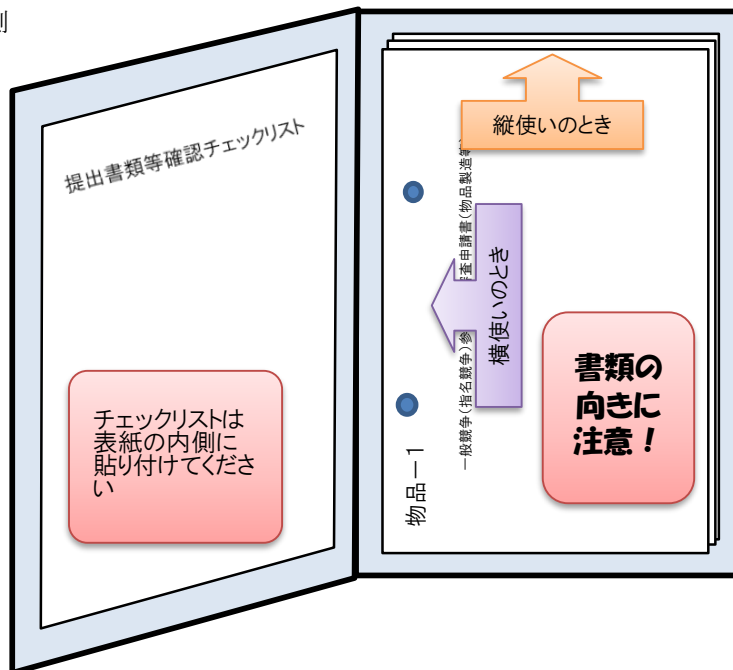 提出書類等確認チェックリスト
チェックリストは
表紙の内側に
貼り付けてくださ
い
縦使いのとき
横使いのとき
書類の
向きに
注意！
一般競争（指名競争）参
査申請書（物品製造
物品－1